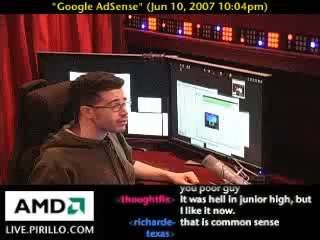 "Google AdSense" (Jun 10, 2007 10:04pm)
you poor guy
<thoughtfix> it was hell in junior high, but
I like it now.
<richarde- that is common sense
texas>
AMD
LIVE.PIRILLO.COM